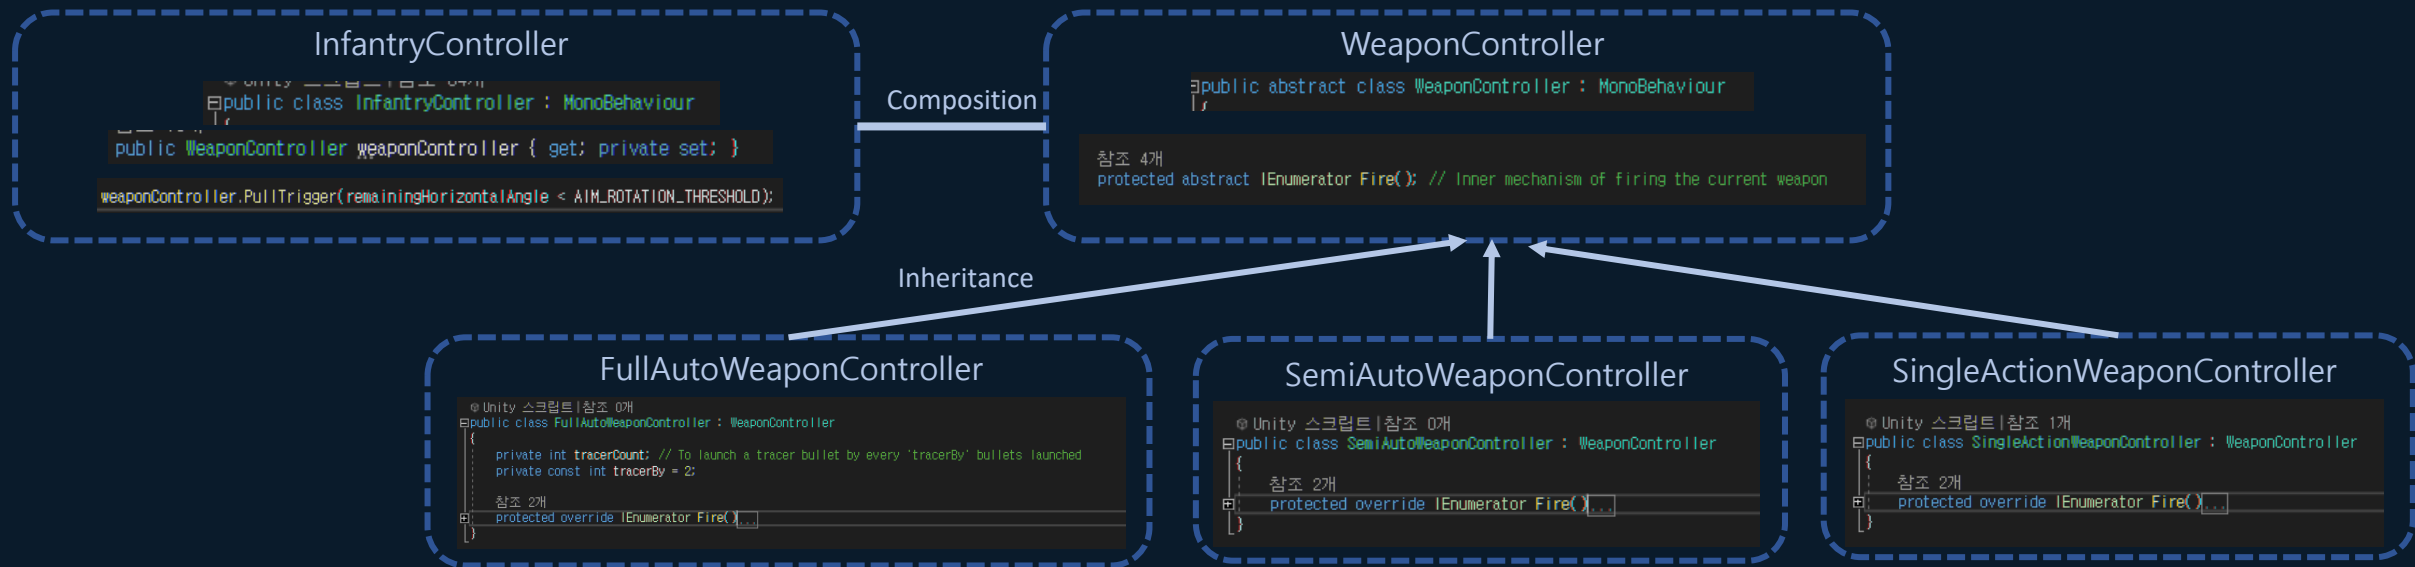 InfantryController
public class InfantryController : MonoBehaviour
{
public WeaponController weaponController { get; private set; }
weaponController.PullTrigger(remainingHorizontalAngle < AIM_ROTATION_THRESHOLD);
Composition
WeaponController
public abstract class WeaponController : MonoBehaviour
{
참조 4개
protected abstract IEnumerator Fire(); // Inner mechanism of firing the current weapon
Inheritance
FullAutoWeaponController
Unity 스크립트|참조 0개
public class FullAutoWeaponController : WeaponController
{
private int tracerCount; // To launch a tracer bullet by every 'tracerBy' bullets launched
private const int tracerBy = 2;
참조 2개
protected override IEnumerator Fire()...
}
SemiAutoWeaponController
Unity 스크립트|참조 0개
public class SemiAutoWeaponController : WeaponController
{
참조 2개
protected override IEnumerator Fire()...
}
SingleActionWeaponController
Unity 스크립트|참조 1개
public class SingleActionWeaponController : WeaponController
{
참조 2개
protected override IEnumerator Fire()...
}